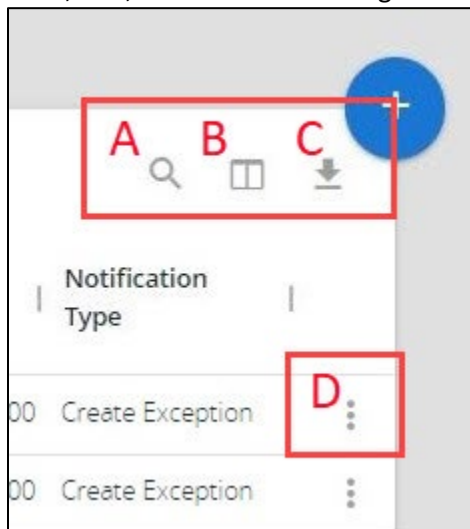 A B C
Notification
Type
00 Create Exception D
00 Create Exception